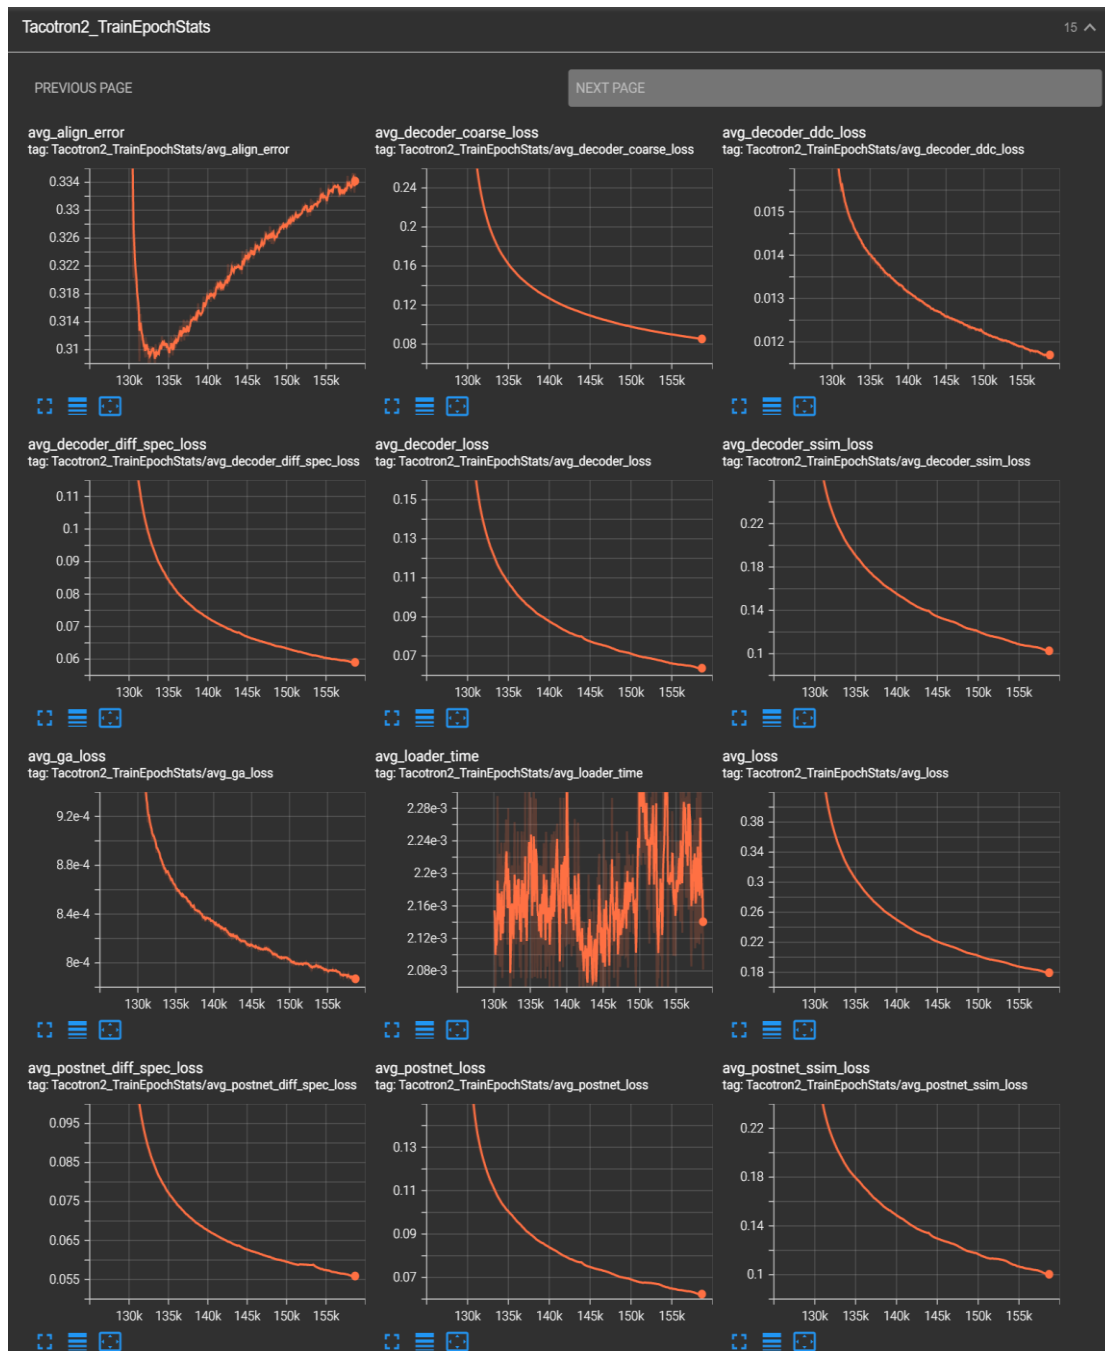 Tacotron2_TrainEpochStats
15
PREVIOUS PAGE
NEXT PAGE
avg_align_error
tag: Tacotron2_TrainEpochStats/avg_align_error
0.334
0.33
0.326
0.322
0.318
0.314
0.31
130k 135k 140k 145k 150k 155k
avg_decoder_coarse_loss
tag: Tacotron2_TrainEpochStats/avg_decoder_coarse_loss
0.24
0.2
0.16
0.12
0.08
130k 135k 140k 145k 150k 155k
avg_decoder_ddc_loss
tag: Tacotron2_TrainEpochStats/avg_decoder_ddc_loss
0.015
0.014
0.013
0.012
130k 135k 140k 145k 150k 155k
avg_decoder_diff_spec_loss
tag: Tacotron2_TrainEpochStats/avg_decoder_diff_spec_loss
0.11
0.1
0.09
0.08
0.07
0.06
130k 135k 140k 145k 150k 155k
avg_decoder_loss
tag: Tacotron2_TrainEpochStats/avg_decoder_loss
0.15
0.13
0.11
0.09
0.07
130k 135k 140k 145k 150k 155k
avg_decoder_ssim_loss
tag: Tacotron2_TrainEpochStats/avg_decoder_ssim_loss
0.22
0.18
0.14
0.1
130k 135k 140k 145k 150k 155k
avg_ga_loss
tag: Tacotron2_TrainEpochStats/avg_ga_loss
9.2e-4
8.8e-4
8.4e-4
8e-4
130k 135k 140k 145k 150k 155k
avg_loader_time
tag: Tacotron2_TrainEpochStats/avg_loader_time
2.28e-3
2.24e-3
2.2e-3
2.16e-3
2.12e-3
2.08e-3
130k 135k 140k 145k 150k 155k
avg_loss
tag: Tacotron2_TrainEpochStats/avg_loss
0.38
0.34
0.3
0.26
0.22
0.18
130k 135k 140k 145k 150k 155k
avg_postnet_diff_spec_loss
tag: Tacotron2_TrainEpochStats/avg_postnet_diff_spec_loss
0.095
0.085
0.075
0.065
0.055
130k 135k 140k 145k 150k 155k
avg_postnet_loss
tag: Tacotron2_TrainEpochStats/avg_postnet_loss
0.13
0.11
0.09
0.07
130k 135k 140k 145k 150k 155k
avg_postnet_ssim_loss
tag: Tacotron2_TrainEpochStats/avg_postnet_ssim_loss
0.22
0.18
0.14
0.1
130k 135k 140k 145k 150k 155k